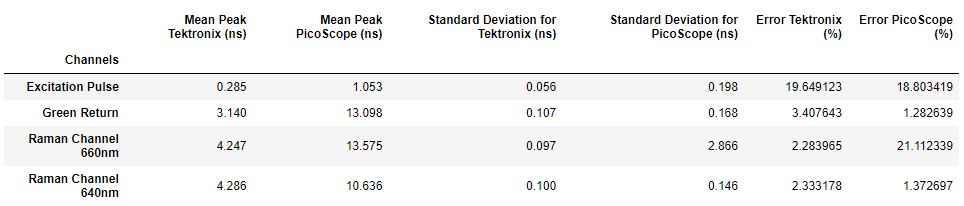 Mean Peak Tektronix (ns) Mean Peak PicoScope (ns) Standard Deviation for Tektronix (ns) Standard Deviation for PicoScope (ns) Error Tektronix (%) Error PicoScope (%)
Channels
Excitation Pulse 0.285 1.053 0.056 0.198 19.649123 18.803419
Green Return 3.140 13.098 0.107 0.168 3.407643 1.282639
Raman Channel 660nm 4.247 13.575 0.097 2.866 2.283965 21.112339
Raman Channel 640nm 4.286 10.636 0.100 0.146 2.333178 1.372697